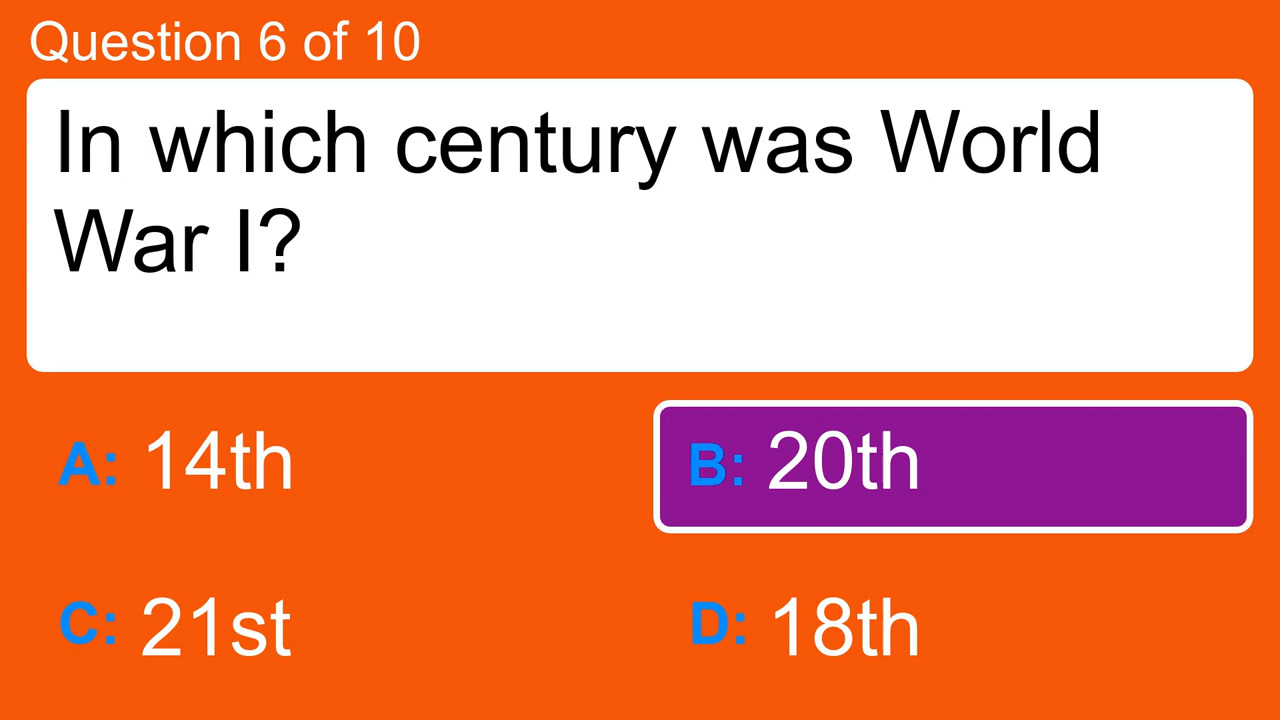 Question 6 of 10
In which century was World
War I?
A: 14th
B: 20th
C: 21st
D: 18th